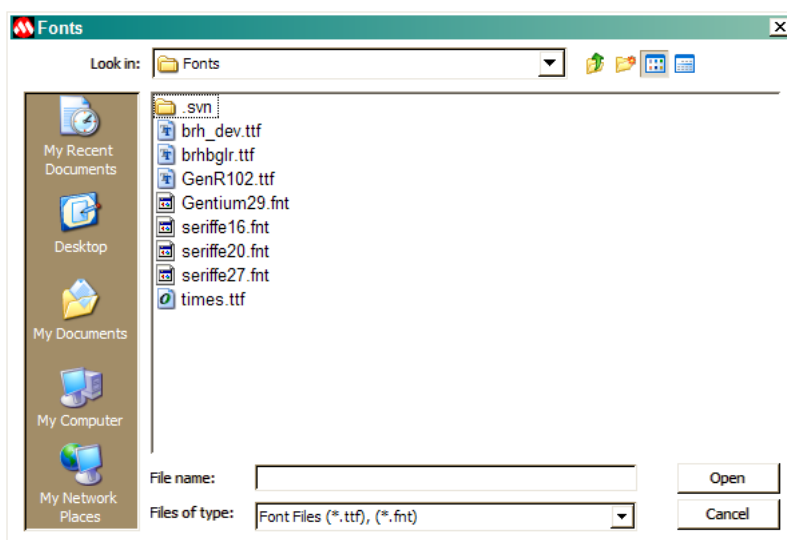 Fonts
Look in: Fonts
My Recent
Documents
Desktop
My Documents
My Computer
My Network
Places
.svn
brh_dev.ttf
brhbglr.ttf
GenR102.ttf
Gentium29.fnt
seriffe16.fnt
seriffe20.fnt
seriffe27.fnt
times.ttf
File name: Open
Files of type: Font Files (*.ttf), (*.fnt) Cancel